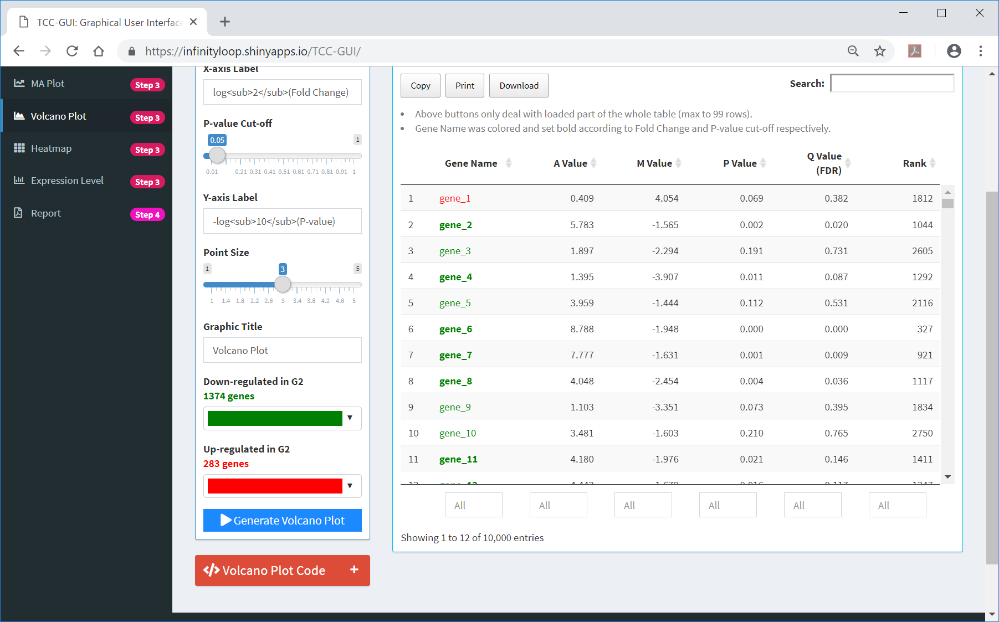 TCC-GUI: Graphical User Interface
https://infinityloop.shinyapps.io/TCC-GUI/
MA Plot Step 3
Volcano Plot Step 3
Heatmap Step 3
Expression Level Step 3
Report Step 4
X-axis Label
log<sub>2</sub>(Fold Change)
P-value Cut-off
0.05 1
0.01 0.21 0.31 0.41 0.51 0.61 0.71 0.81 0.91 1
Y-axis Label
-log<sub>10</sub>(P-value)
Point Size
1 3 5
1 1.4 1.8 2.2 2.6 3 3.4 3.8 4.2 4.6 5
Graphic Title
Volcano Plot
Down-regulated in G2
1374 genes
Up-regulated in G2
283 genes
Generate Volcano Plot
</> Volcano Plot Code +
Copy Print Download Search:
• Above buttons only deal with loaded part of the whole table (max to 99 rows).
• Gene Name was colored and set bold according to Fold Change and P-value cut-off respectively.
Gene Name A Value M Value P Value Q Value (FDR) Rank
1 gene_1 0.409 4.054 0.069 0.382 1812
2 gene_2 5.783 -1.565 0.002 0.020 1044
3 gene_3 1.897 -2.294 0.191 0.731 2605
4 gene_4 1.395 -3.907 0.011 0.087 1292
5 gene_5 3.959 -1.444 0.112 0.531 2116
6 gene_6 8.788 -1.948 0.000 0.000 327
7 gene_7 7.777 -1.631 0.001 0.009 921
8 gene_8 4.048 -2.454 0.004 0.036 1117
9 gene_9 1.103 -3.351 0.073 0.395 1834
10 gene_10 3.481 -1.603 0.210 0.765 2750
11 gene_11 4.180 -1.976 0.021 0.146 1411
12 gene_12
All All All All All All
Showing 1 to 12 of 10,000 entries